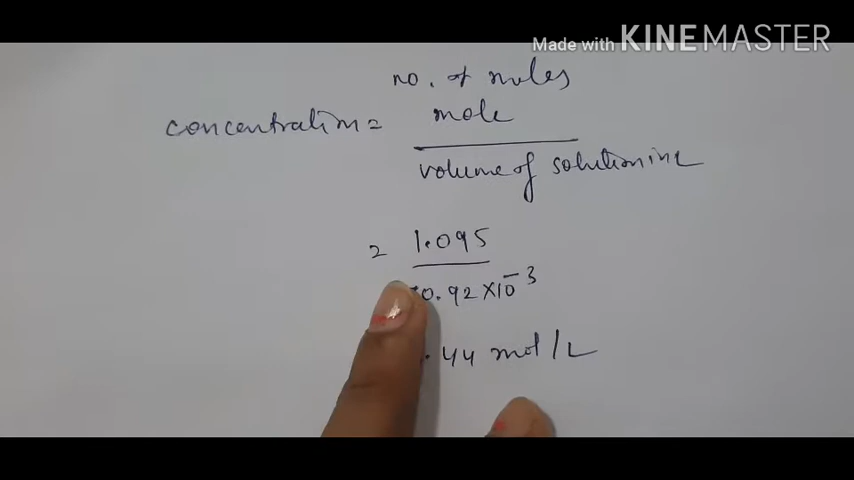 Made with KINEMASTER
no. of moles
mole
concentration =
volume of solution in L
= 1.095
0.92 × 10⁻³
.44 mol/L